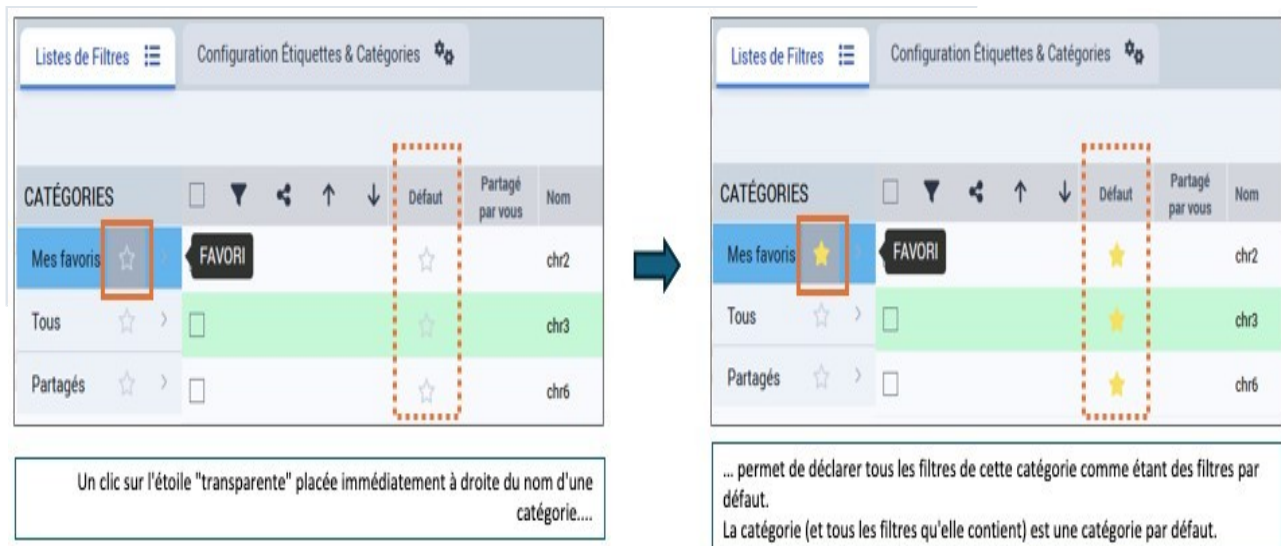 Listes de Filtres
Configuration Étiquettes & Catégories
CATÉGORIES
Défaut
Partagé
par vous
Nom
Mes favoris
FAVORI
chr2
Tous
chr3
Partagés
chr6
Un clic sur l'étoile "transparente" placée immédiatement à droite du nom d'une
catégorie....
Listes de Filtres
Configuration Étiquettes & Catégories
CATÉGORIES
Défaut
Partagé
par vous
Nom
Mes favoris
FAVORI
chr2
Tous
chr3
Partagés
chr6
... permet de déclarer tous les filtres de cette catégorie comme étant des filtres par
défaut.
La catégorie (et tous les filtres qu'elle contient) est une catégorie par défaut.